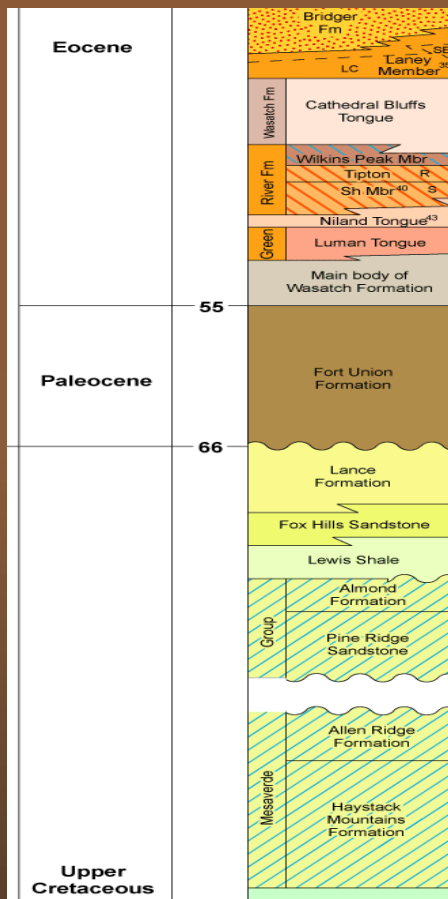 Eocene
Bridger
Fm
SB
LC
Laney
Member 35
Wasatch Fm
Cathedral Bluffs
Tongue
Green River Fm
Wilkins Peak Mbr
Tipton R
Sh Mbr 40 S
Niland Tongue 43
Luman Tongue
Main body of
Wasatch Formation
55
Paleocene
Fort Union
Formation
66
Lance
Formation
Fox Hills Sandstone
Lewis Shale
Mesaverde Group
Almond
Formation
Pine Ridge
Sandstone
Allen Ridge
Formation
Haystack
Mountains
Formation
Upper
Cretaceous